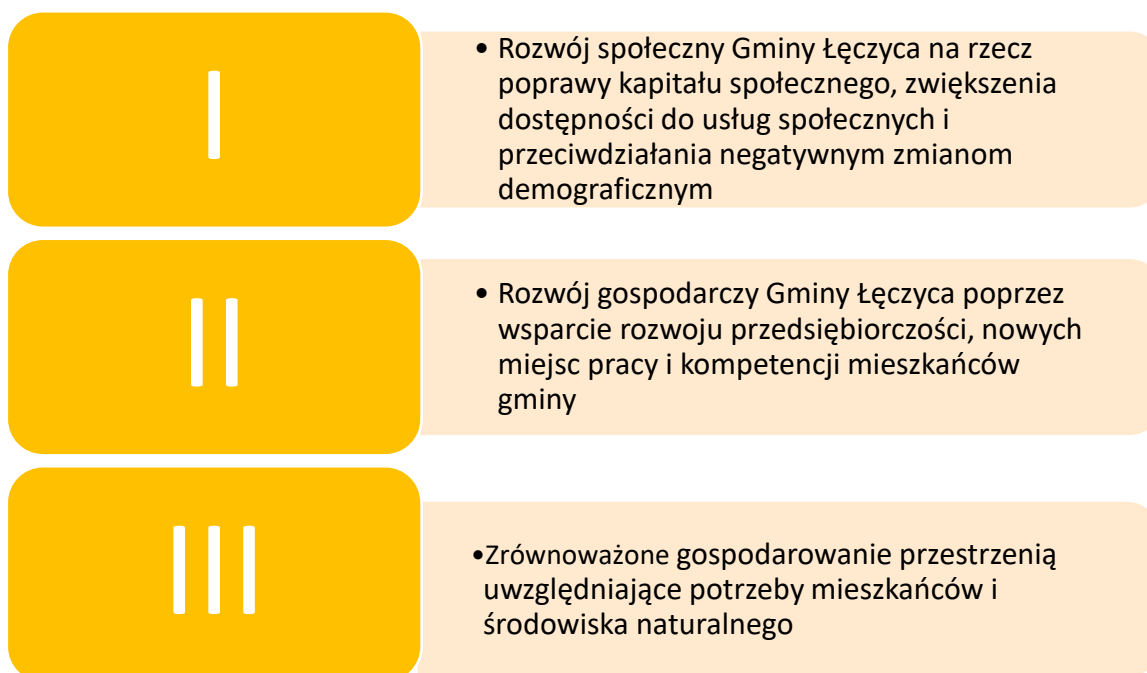 I
• Rozwój społeczny Gminy Łęczyca na rzecz
poprawy kapitału społecznego, zwiększenia
dostępności do usług społecznych i
przeciwdziałania negatywnym zmianom
demograficznym
II
• Rozwój gospodarczy Gminy Łęczyca poprzez
wsparcie rozwoju przedsiębiorczości, nowych
miejsc pracy i kompetencji mieszkańców
gminy
III
•Zrównoważone gospodarowanie przestrzenią
uwzględniające potrzeby mieszkańców i
środowiska naturalnego